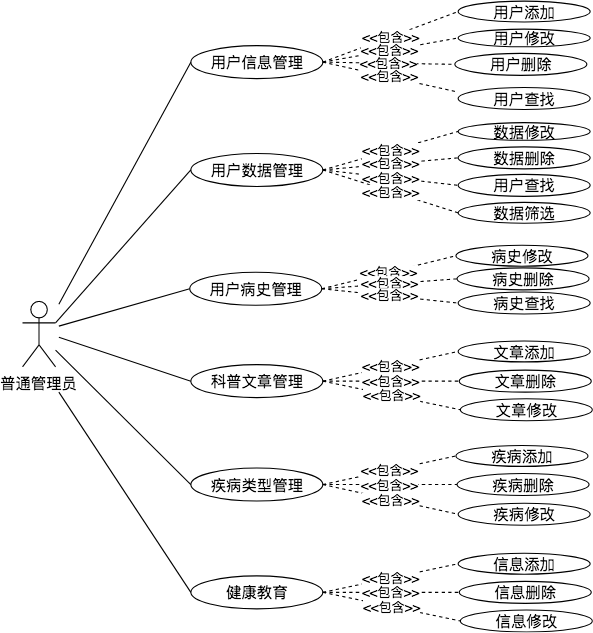 普通管理员
用户信息管理
<<包含>>
<<包含>>
<<包含>>
<<包含>>
用户添加
用户修改
用户删除
用户查找
用户数据管理
<<包含>>
<<包含>>
<<包含>>
<<包含>>
数据修改
数据删除
用户查找
数据筛选
用户病史管理
<<包含>>
<<包含>>
<<包含>>
病史修改
病史删除
病史查找
科普文章管理
<<包含>>
<<包含>>
<<包含>>
文章添加
文章删除
文章修改
疾病类型管理
<<包含>>
<<包含>>
<<包含>>
疾病添加
疾病删除
疾病修改
健康教育
<<包含>>
<<包含>>
<<包含>>
信息添加
信息删除
信息修改